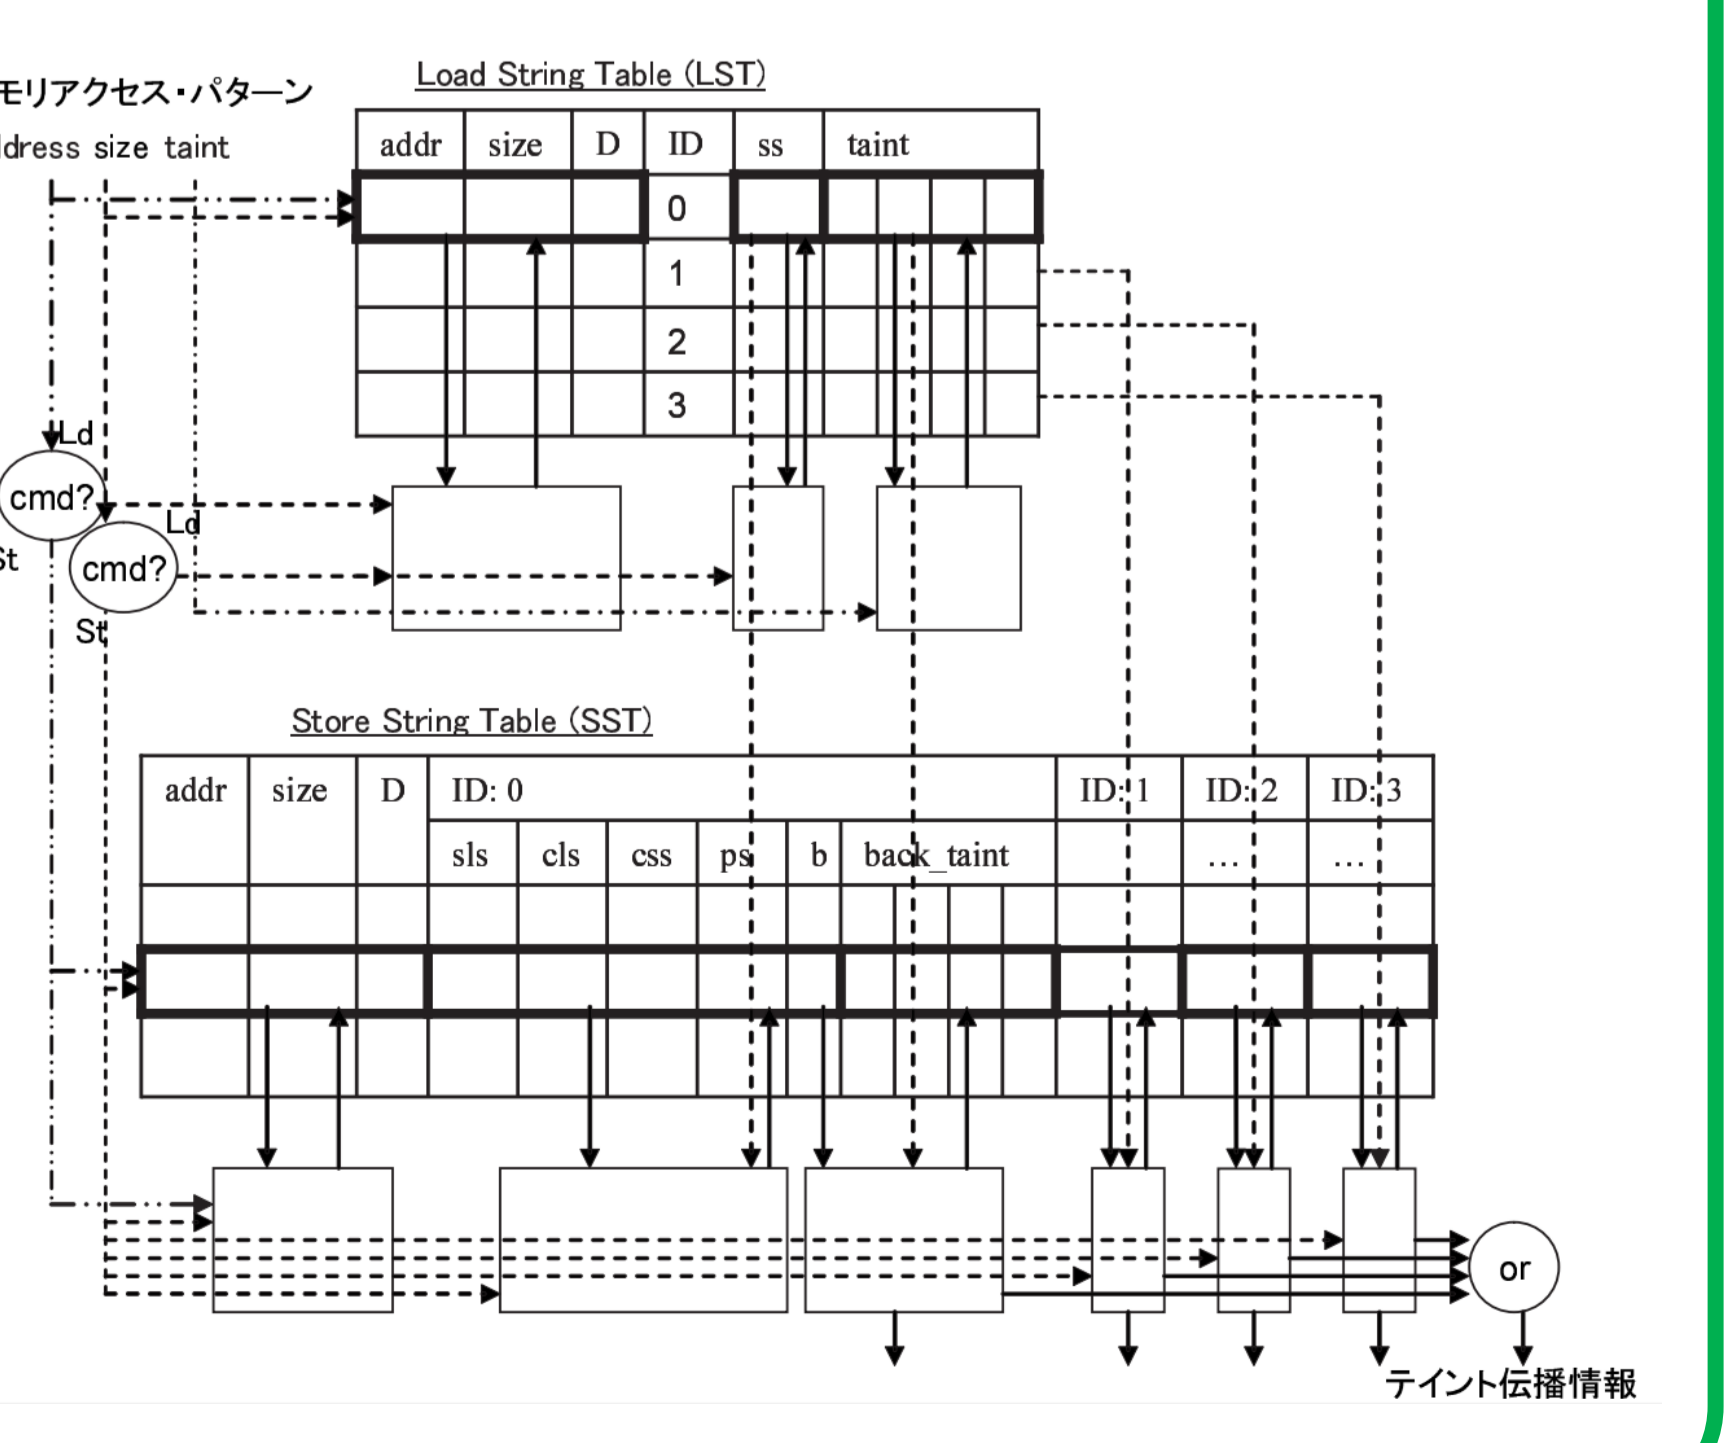 Load String Table (LST)
モリアクセス・パターン
dress size taint
addr size D ID ss taint
0
1
2
3
Ld
cmd?
Ld
St
cmd?
St
Store String Table (SST)
addr size D ID: 0 ID: 1 ID: 2 ID: 3
sls cls css ps b back_taint ... ...
or
テイント伝播情報